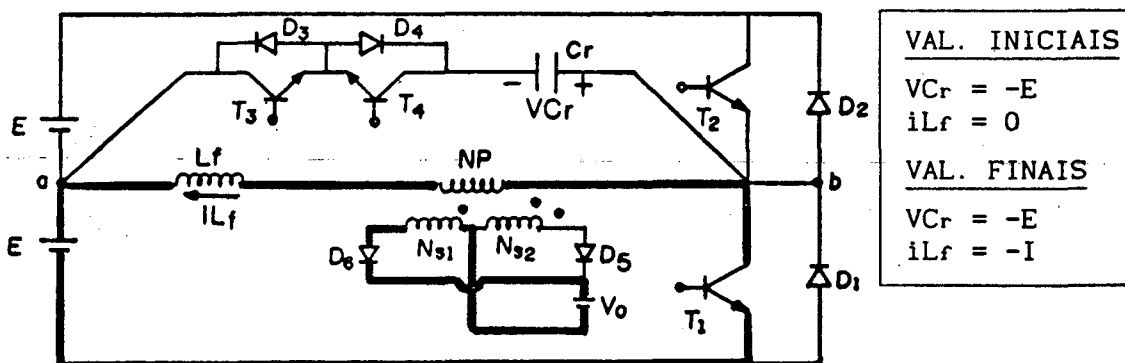 D3
D4
Cr
-
+
VCr
T3
T4
T2
D2
E
Lf
NP
a
b
iLf
E
Ns1
Ns2
D6
D5
Vo
T1
D1
VAL. INICIAIS
VCr = -E
iLf = 0
VAL. FINAIS
VCr = -E
iLf = -I